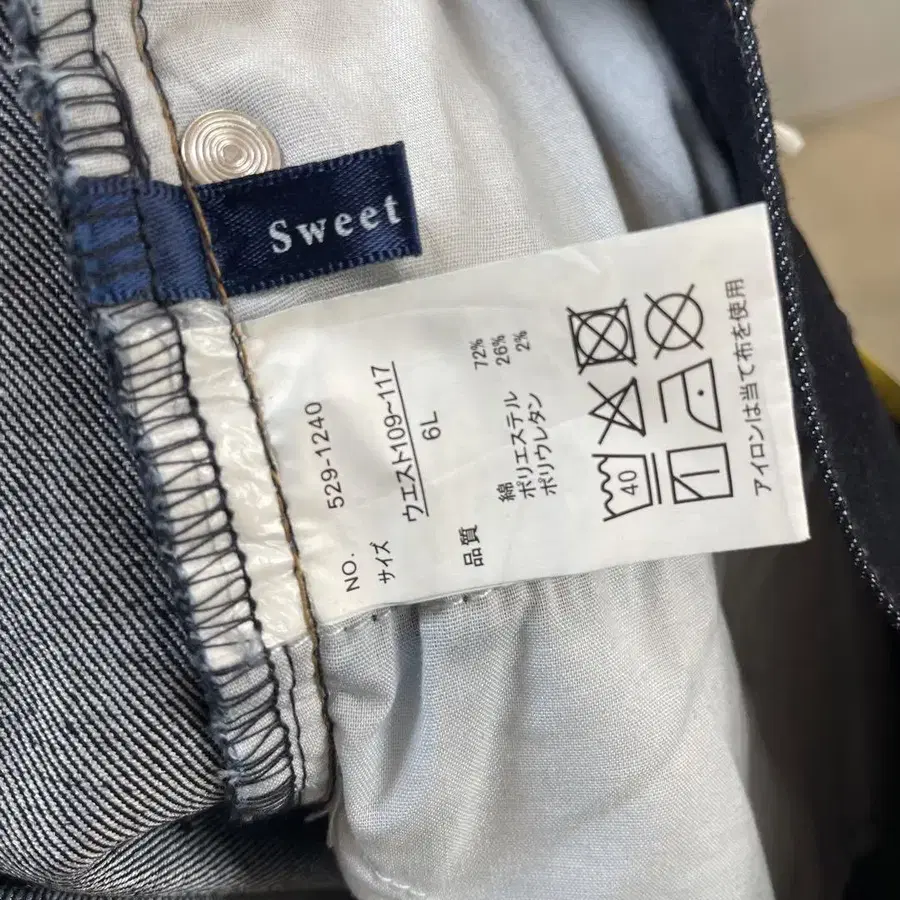 Sweet
NO. 529-1240
サイズ ウエスト109~117
6L
品質 綿 72%
ポリエステル 26%
ポリウレタン 2%
40
アイロンは当て布を使用